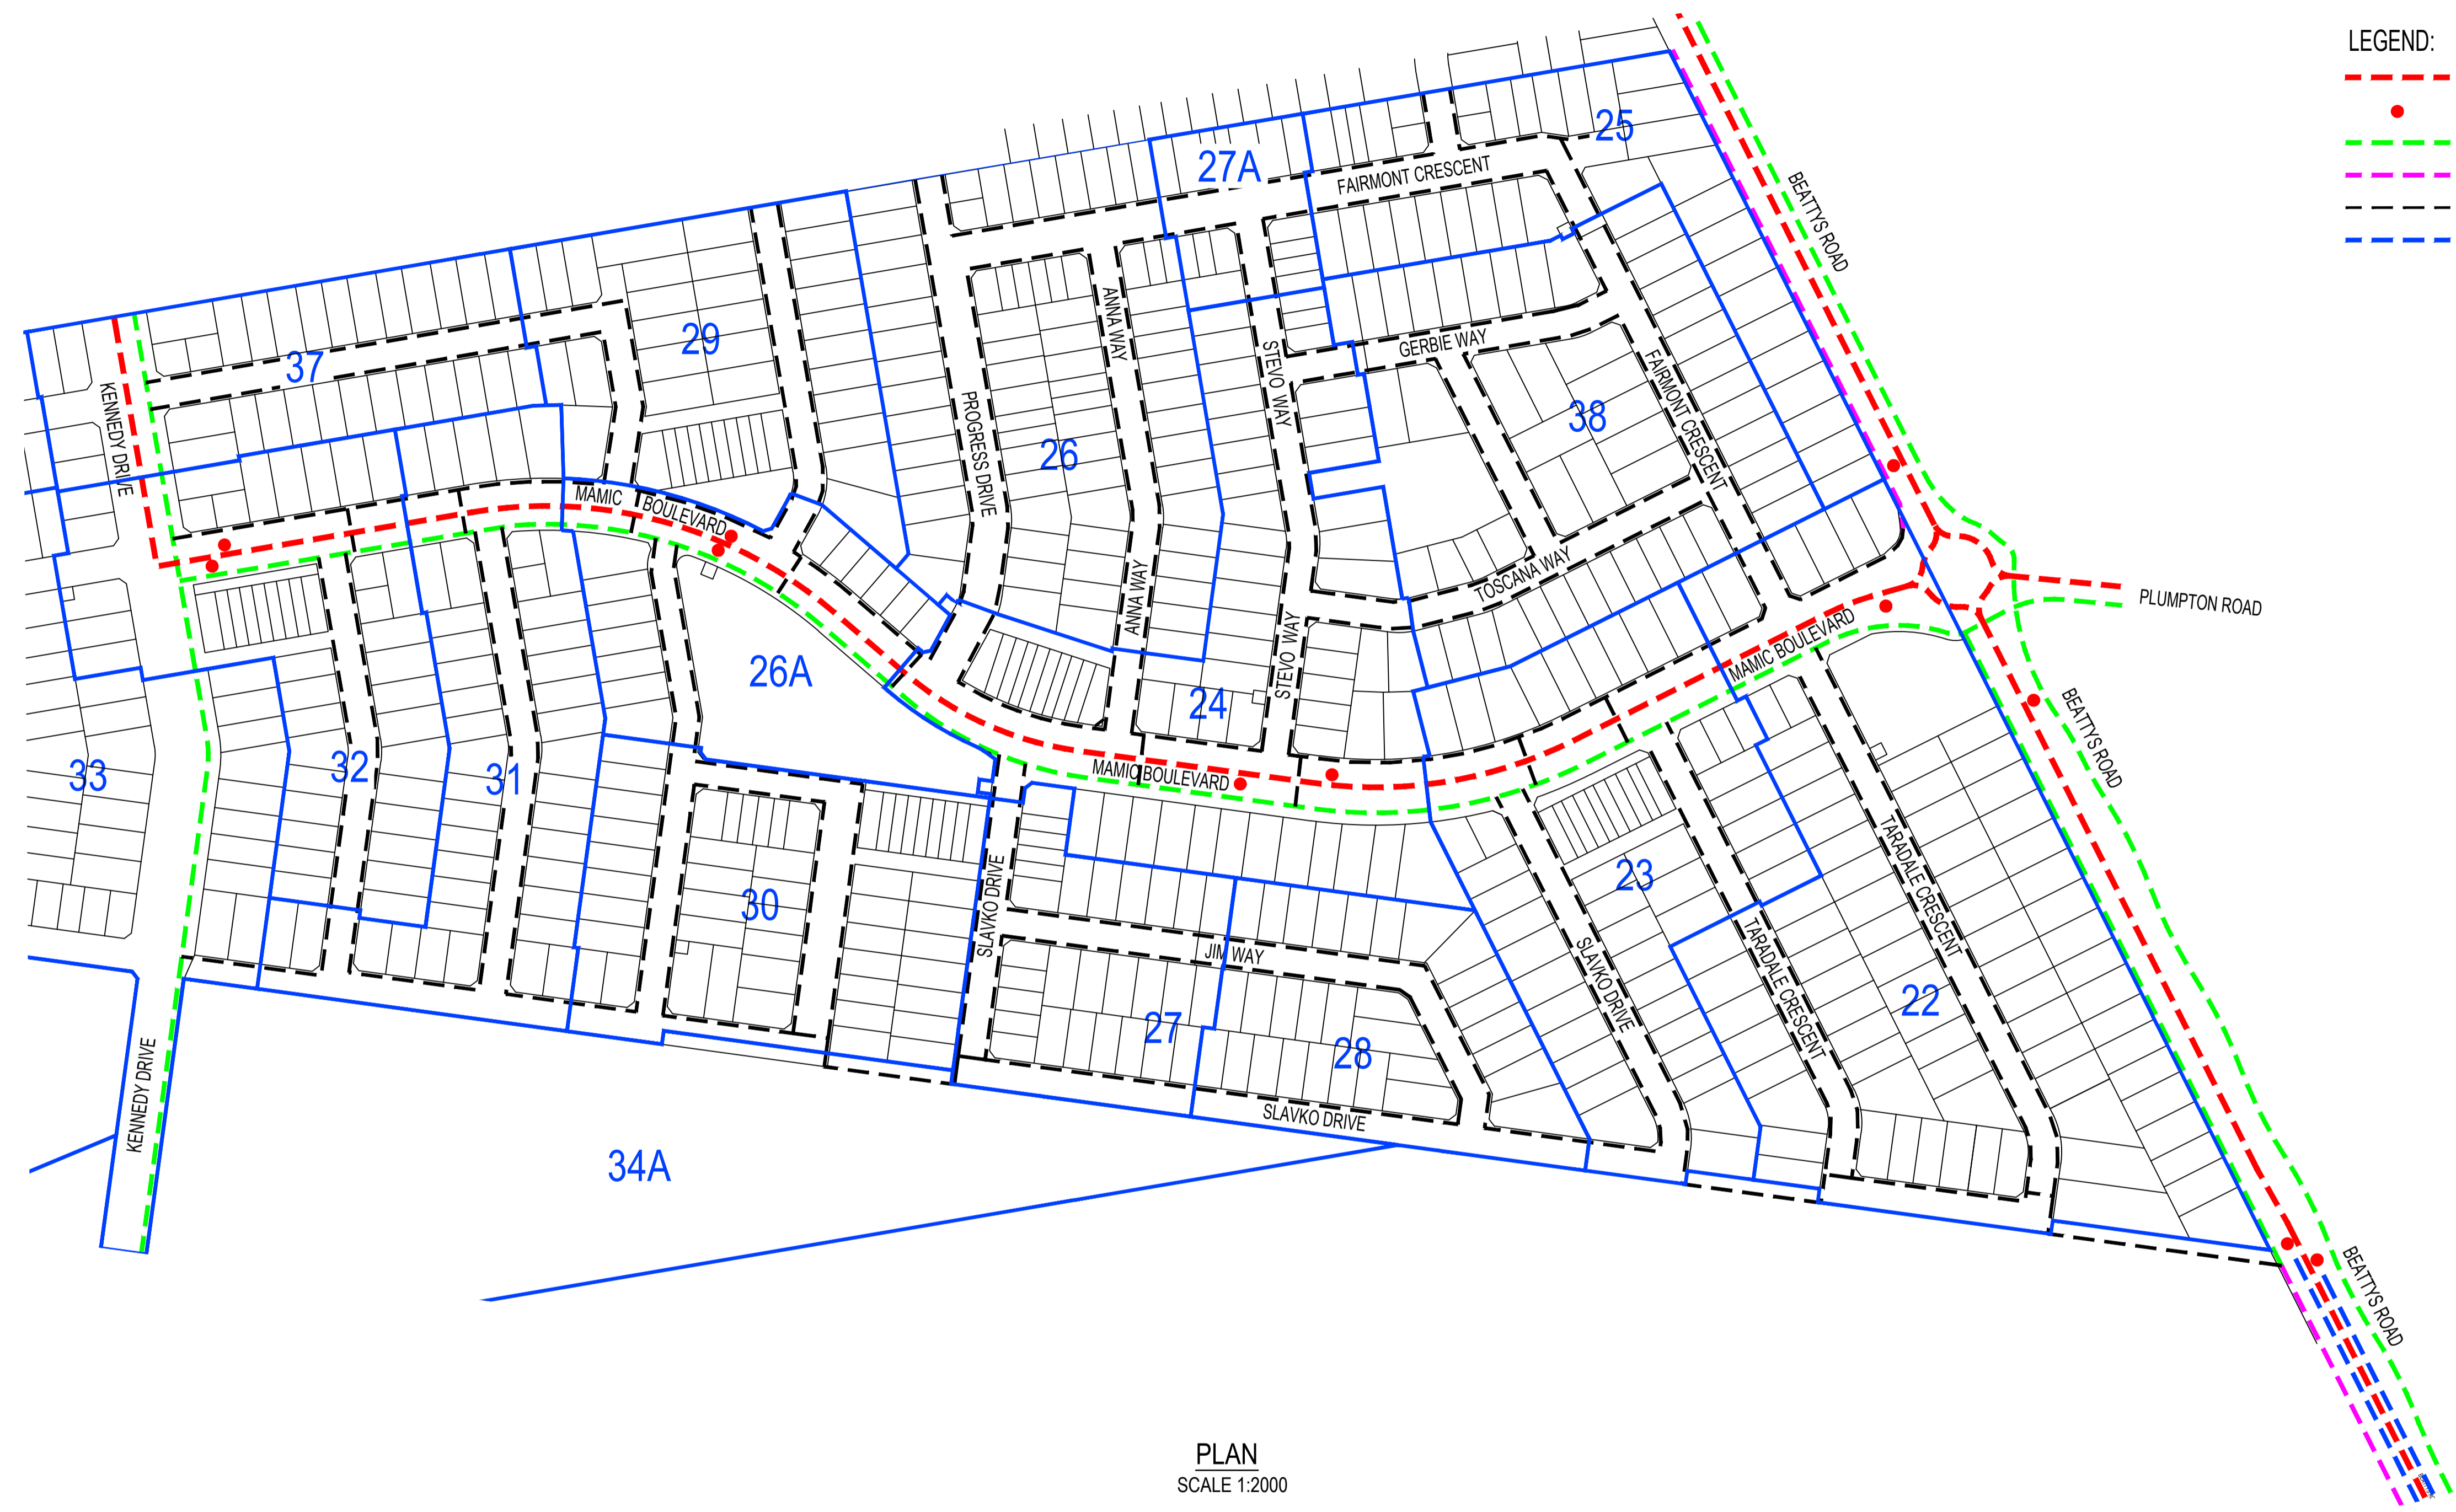 LEGEND:
25
27A
FAIRMONT CRESCENT
BEATTYS ROAD
29
37
ANNA WAY
STEVO WAY
GERBIE WAY
KENNEDY DRIVE
PROGRESS DRIVE
FAIRMONT CRESCENT
38
26
MAMIC
BOULEVARD
TOSCANA WAY
PLUMPTON ROAD
ANNA WAY
STEVO WAY
MAMIC BOULEVARD
26A
24
BEATTYS ROAD
33
32
31
MAMIC BOULEVARD
23
TARADALE CRESCENT
30
SLAVKO DRIVE
JIM WAY
SLAVKO DRIVE
TARADALE CRESCENT
22
27
28
KENNEDY DRIVE
SLAVKO DRIVE
34A
BEATTYS ROAD
PLAN
SCALE 1:2000